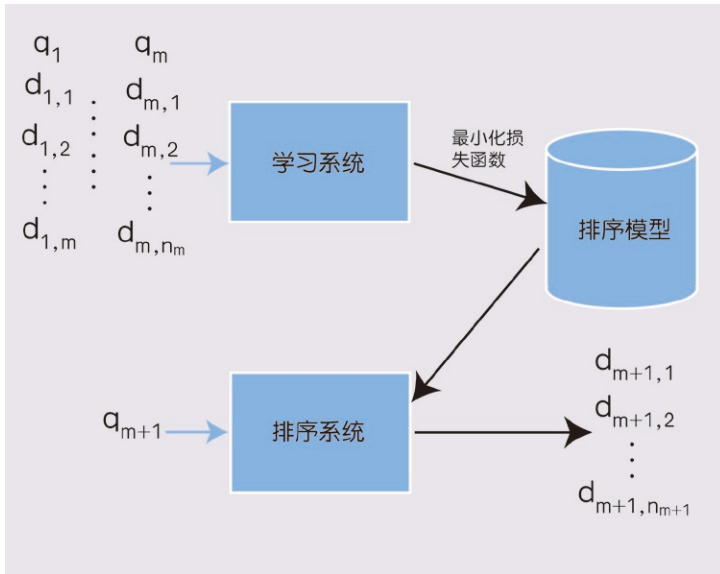 q₁ qₘ
d₁,₁ dₘ,₁
d₁,₂ dₘ,₂
d₁,ₘ dₘ,ₙₘ
学习系统
最小化损
失函数
排序模型
qₘ₊₁
排序系统
dₘ₊₁,₁
dₘ₊₁,₂
⋮
dₘ₊₁,ₙₘ₊₁